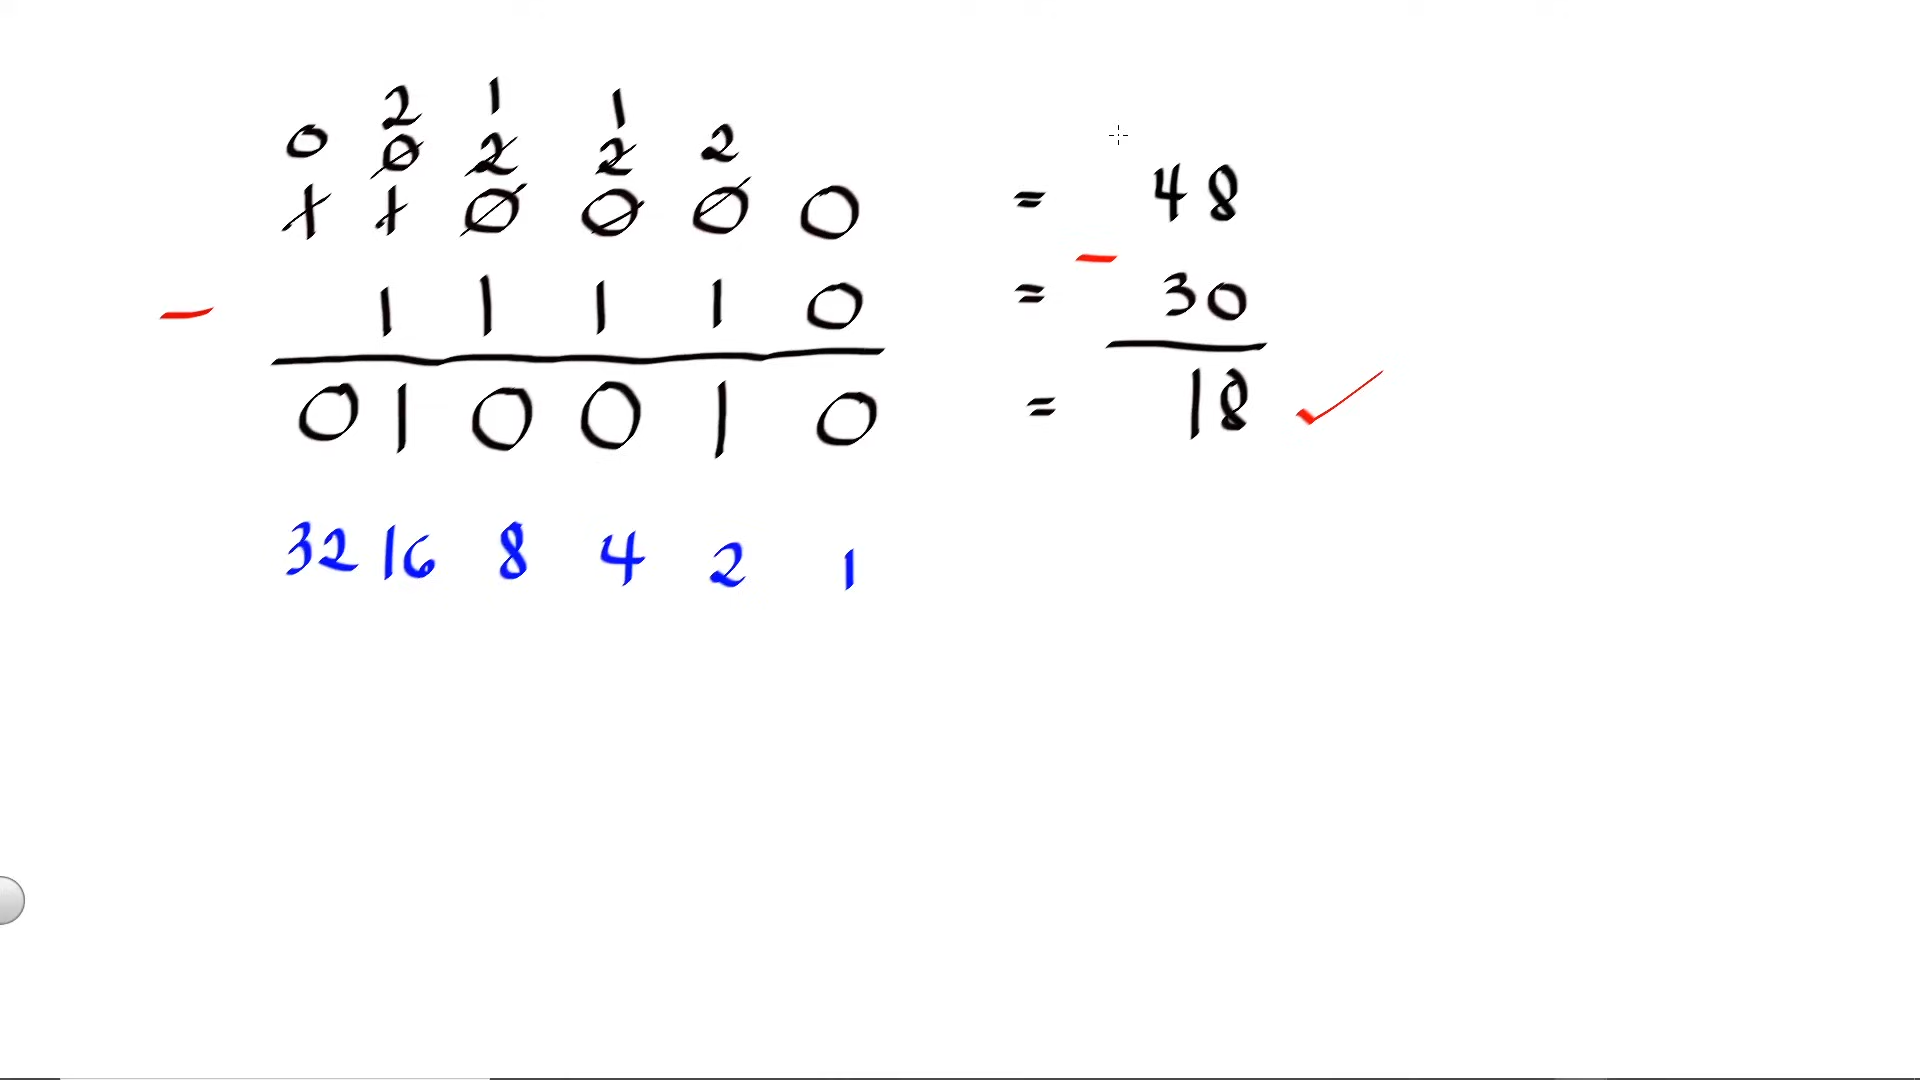 2 1 1
0 0 2 2 2
1 1 0 0 0 0 = 48
- 1 1 1 1 0 = - 30
0 1 0 0 1 0 = 18 ✓
32 16 8 4 2 1